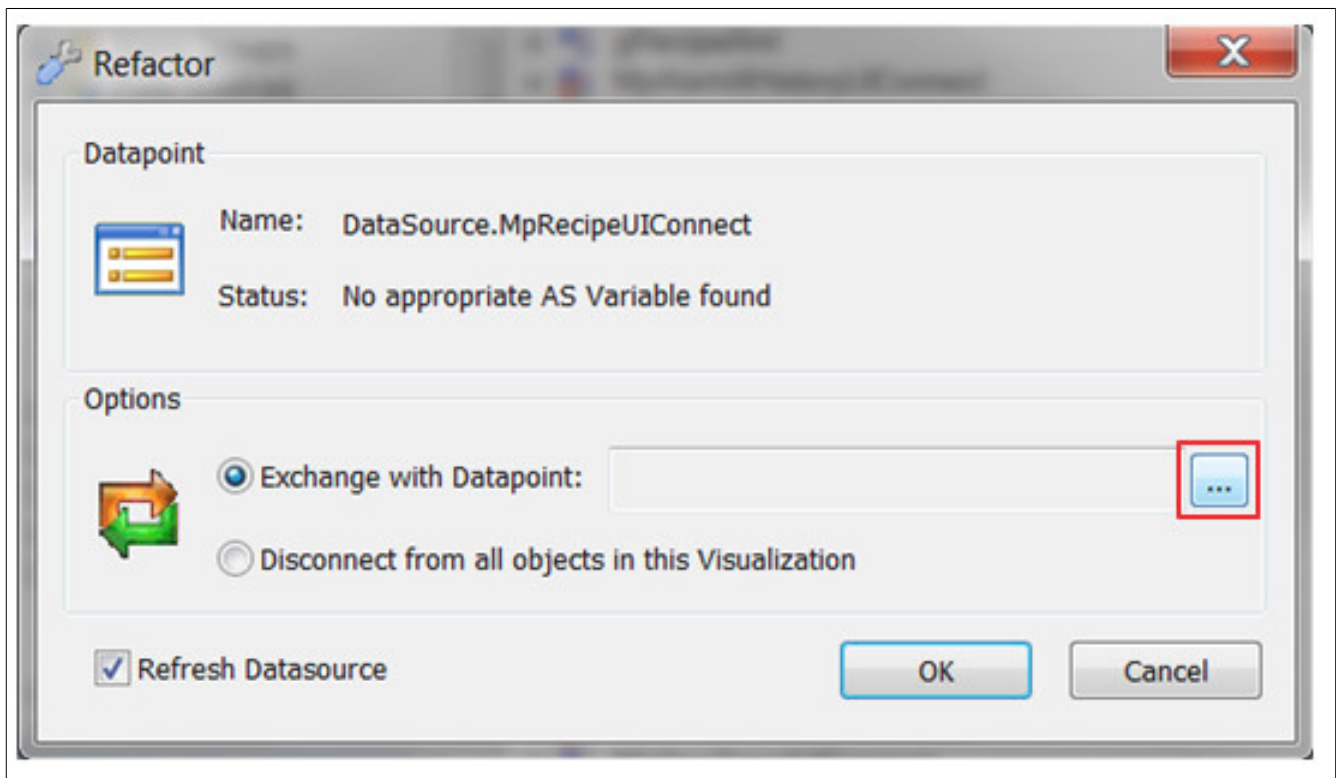 Refactor
Datapoint
Name: DataSource.MpRecipeUIConnect
Status: No appropriate AS Variable found
Options
Exchange with Datapoint: ...
Disconnect from all objects in this Visualization
Refresh Datasource OK Cancel